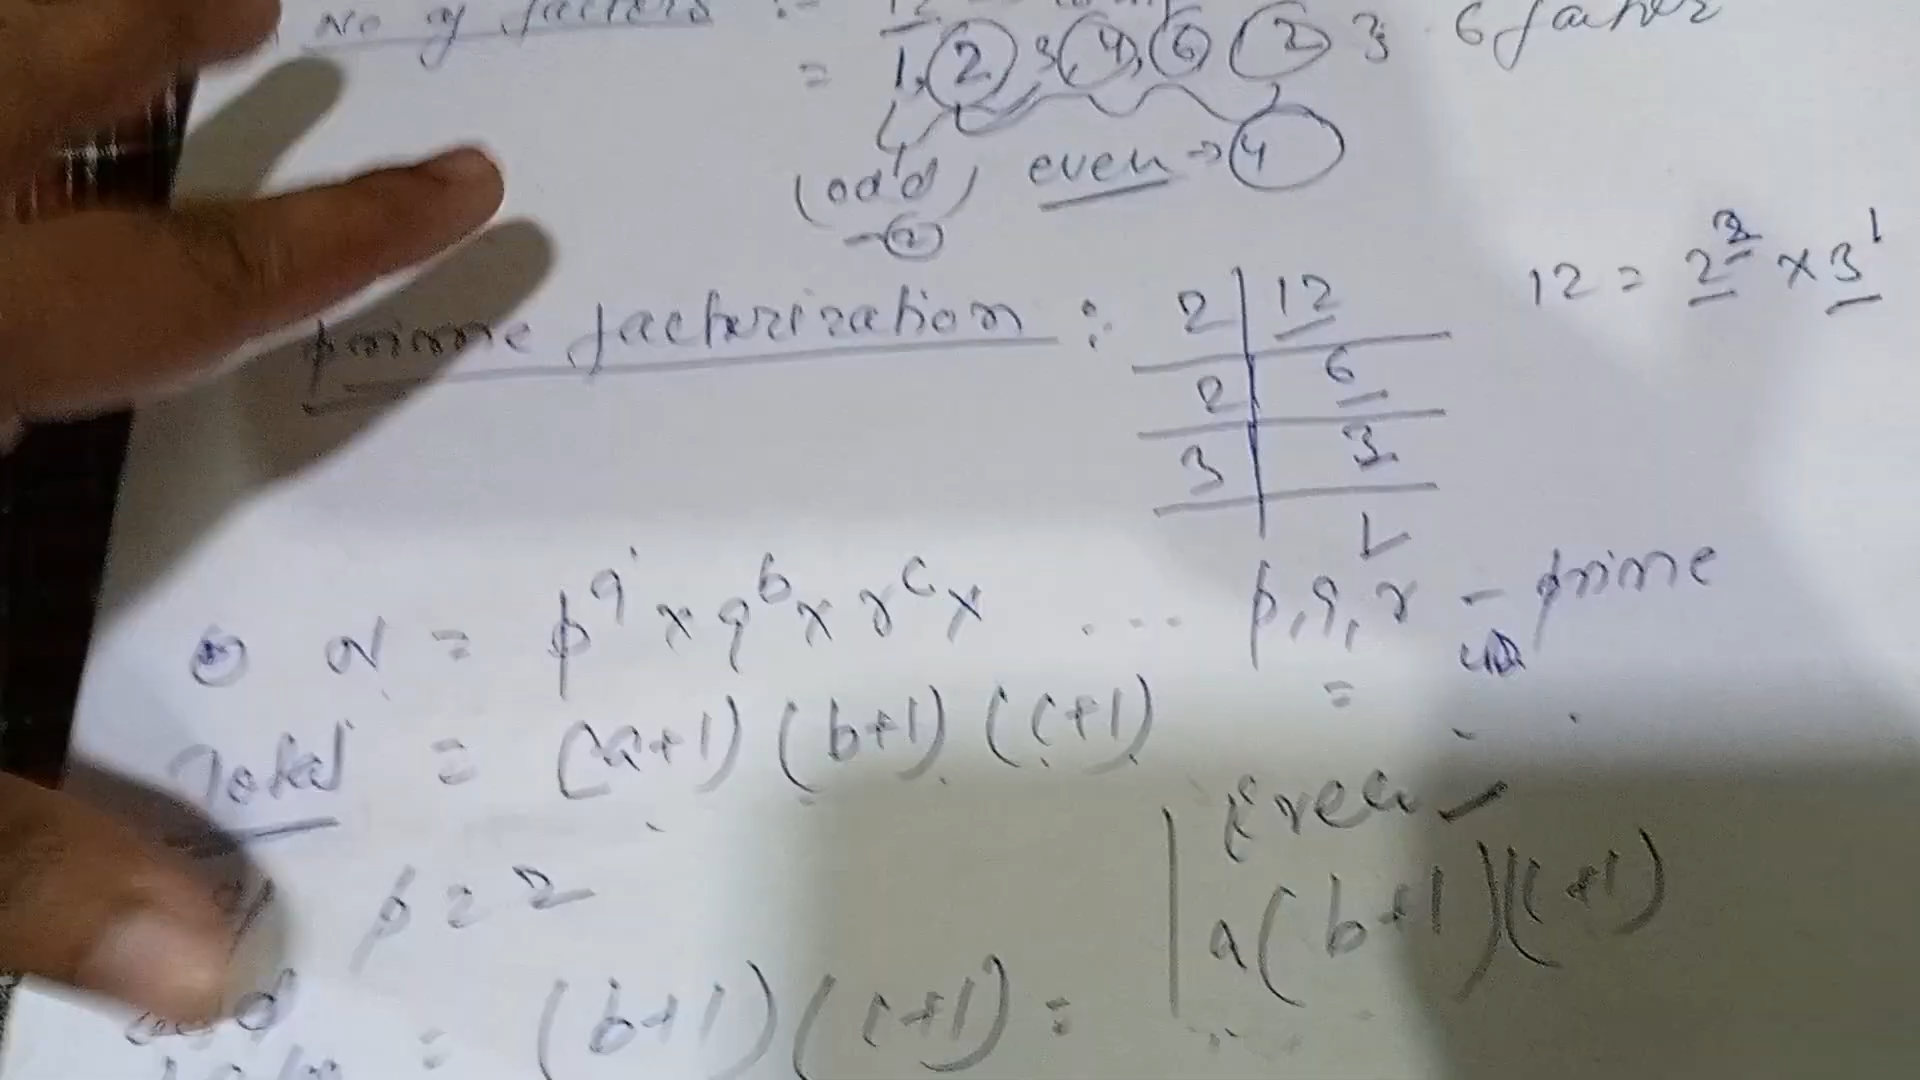 No of factors :- 12
= 1, 2, 3, 4, 6, 12 = 6 factor
(odd) even → 4
→ 2
12 = 2² × 3¹
prime factorization : 2 | 12
2 | 6
3 | 3
1
N = p^a × q^b × r^c × .... p, q, r - prime
Total = (a+1) (b+1) (c+1)
Even -
p = 2
a(b+1)(c+1)
odd
= (b+1) (c+1) =